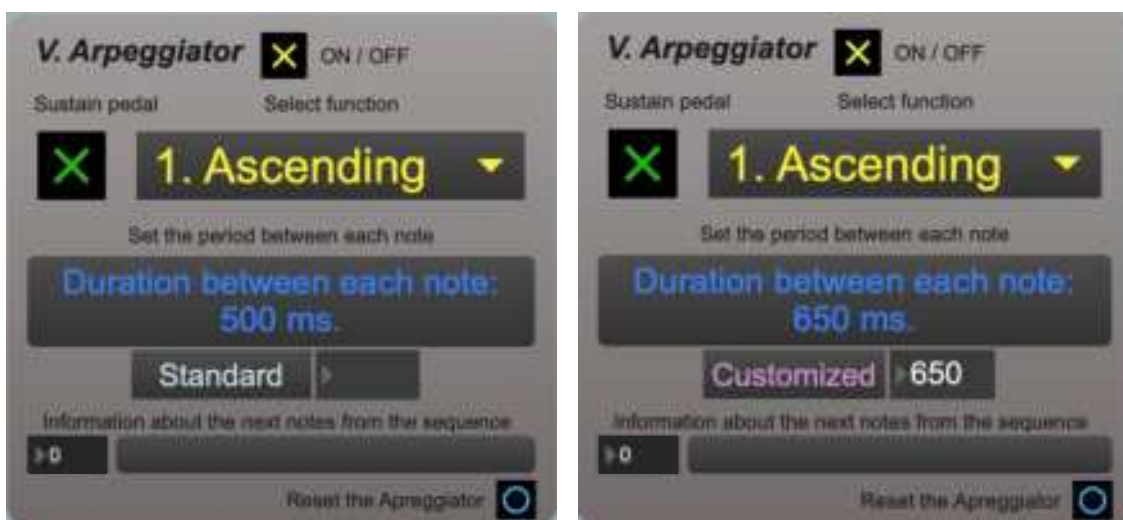 V. Arpeggiator ON / OFF
Sustain pedal Select function
1. Ascending
Set the period between each note
Duration between each note:
500 ms.
Standard
Information about the next notes from the sequence
0
Reset the Apreggiator
V. Arpeggiator ON / OFF
Sustain pedal Select function
1. Ascending
Set the period between each note
Duration between each note:
650 ms.
Customized 650
Information about the next notes from the sequence
0
Reset the Apreggiator